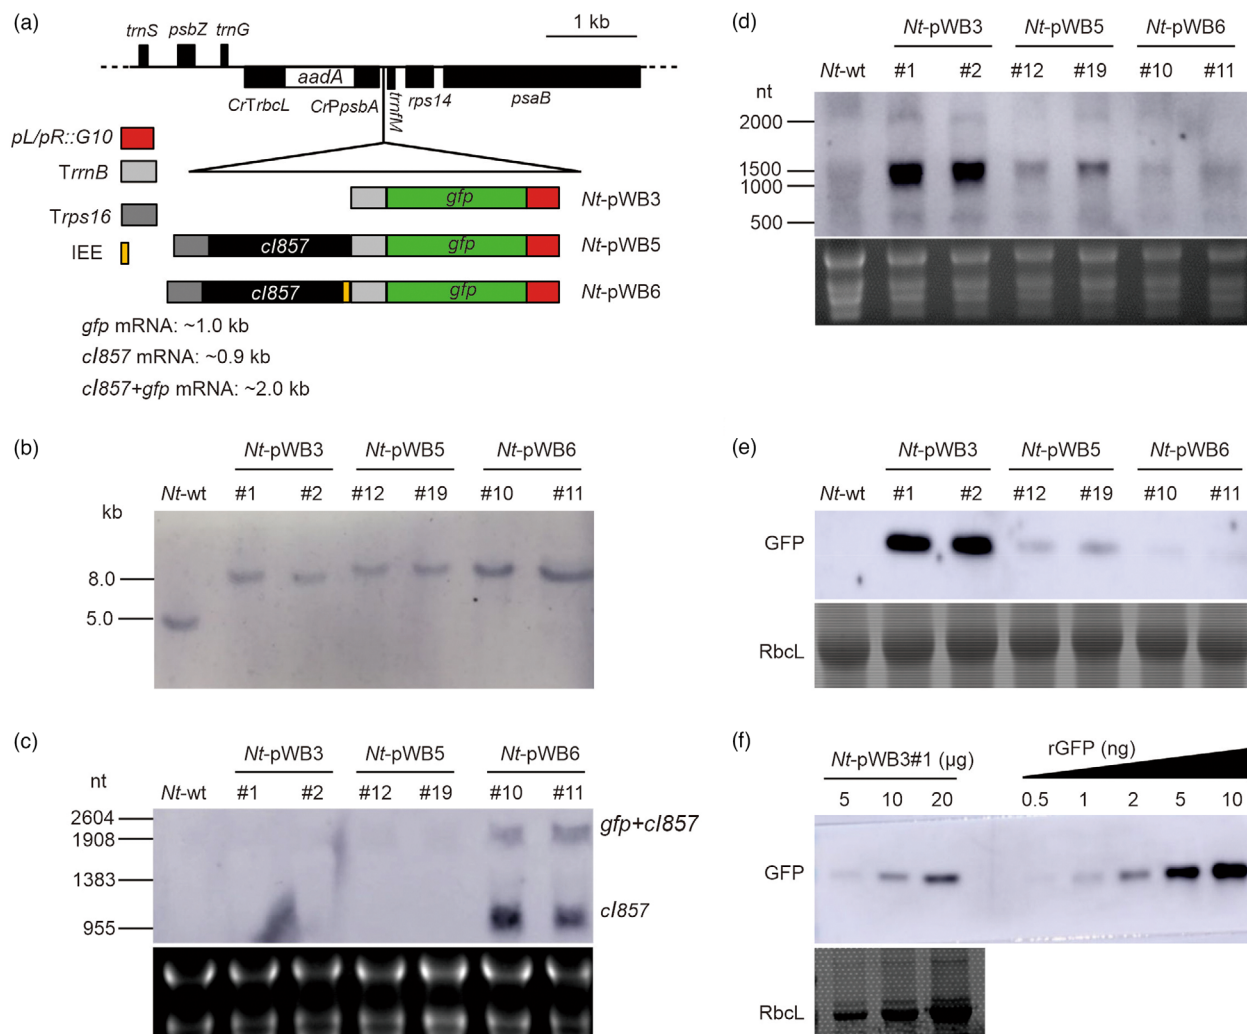 (a)
1 kb
trnS psbZ trnG
aadA
CrTrbcL CrPpsbA trnfM rps14 psaB
pL/pR::G10
TrrnB
Trps16
IEE
gfp Nt-pWB3
cI857 gfp Nt-pWB5
cI857 gfp Nt-pWB6
gfp mRNA: ~1.0 kb
cI857 mRNA: ~0.9 kb
cI857+gfp mRNA: ~2.0 kb
(b)
Nt-pWB3 Nt-pWB5 Nt-pWB6
Nt-wt #1 #2 #12 #19 #10 #11
kb
8.0
5.0
(c)
Nt-pWB3 Nt-pWB5 Nt-pWB6
nt
Nt-wt #1 #2 #12 #19 #10 #11
2604
gfp+cI857
1908
1383
cI857
955
(d)
Nt-pWB3 Nt-pWB5 Nt-pWB6
Nt-wt #1 #2 #12 #19 #10 #11
nt
2000
1500
1000
500
(e)
Nt-pWB3 Nt-pWB5 Nt-pWB6
Nt-wt #1 #2 #12 #19 #10 #11
GFP
RbcL
(f)
Nt-pWB3#1 (µg) rGFP (ng)
5 10 20 0.5 1 2 5 10
GFP
RbcL